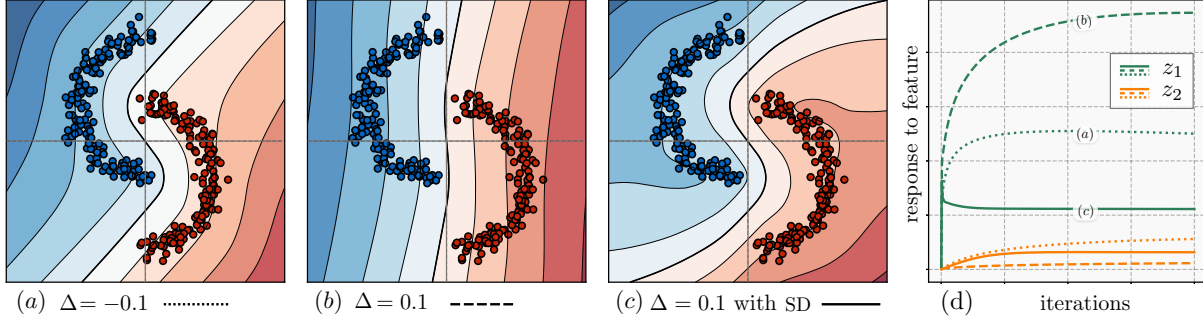 response to feature
(b)
z₁
z₂
(a)
(c)
(a) Δ = −0.1
(b) Δ = 0.1
(c) Δ = 0.1 with SD
(d)
iterations